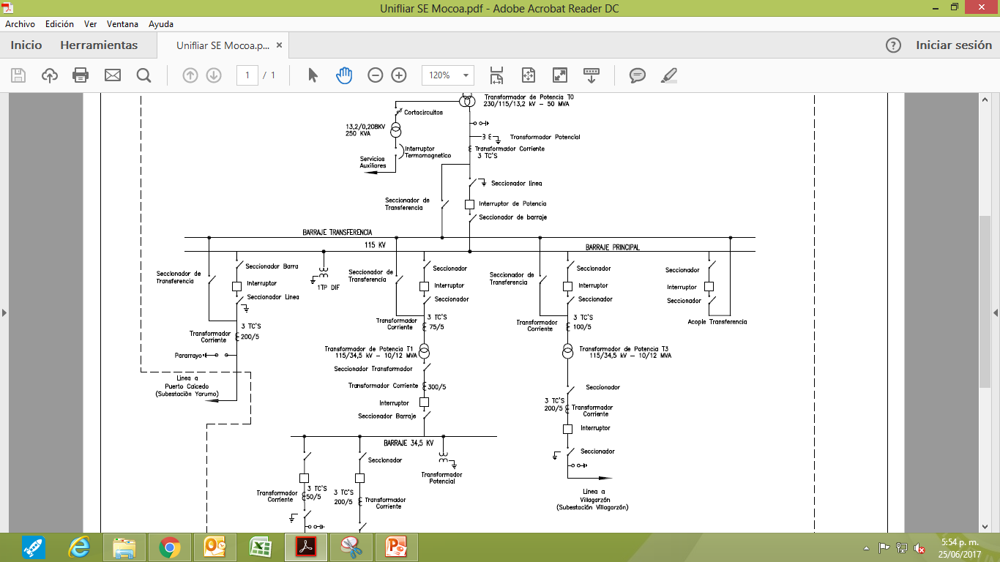 Unifliar SE Mocoa.pdf - Adobe Acrobat Reader DC
Archivo Edición Ver Ventana Ayuda
Inicio Herramientas Unifliar SE Mocoa.p... × ? Iniciar sesión
1 / 1 120%
Transformador de Potencia T0
230/115/13,2 kV – 50 MVA
Cortacircuitos
13,2/0,208KV
250 KVA
Transformador Potencial
Interruptor
Termomagnetico
Transformador Corriente
3 TC'S
Servicios
Auxiliares
Seccionador linea
Seccionador de
Transferencia
Interruptor de Potencia
Seccionador de barraje
BARRAJE TRANSFERENCIA
115 KV
BARRAJE PRINCIPAL
Seccionador de
Transferencia
Seccionador Barra
Interruptor
Seccionador Linea
3 TC'S
Transformador
Corriente
200/5
Pararrayo
Linea a
Puerto Caicedo
(Subestación Yarumo)
1TP DIF
Seccionador de
Transferencia
Seccionador
Interruptor
Seccionador
3 TC'S
Transformador
Corriente
75/5
Transformador de Potencia T1
115/34,5 kV – 10/12 MVA
Seccionador Transformador
Transformador Corriente
300/5
Interruptor
Seccionador Barraje
BARRAJE 34,5 KV
Seccionador de
Transferencia
Seccionador
Interruptor
Seccionador
3 TC'S
Transformador
Corriente
100/5
Transformador de Potencia T3
115/34,5 kV – 10/12 MVA
Seccionador
3 TC'S
200/5
Transformador
Corriente
Interruptor
Seccionador
Linea a
Villagarzón
(Subestación Villagarzón)
Seccionador
Interruptor
Seccionador
Acople Transferencia
Seccionador
Transformador
Potencial
3 TC'S
Transformador
Corriente
50/5
3 TC'S
200/5
Transformador
Corriente
5:54 p. m.
25/06/2017